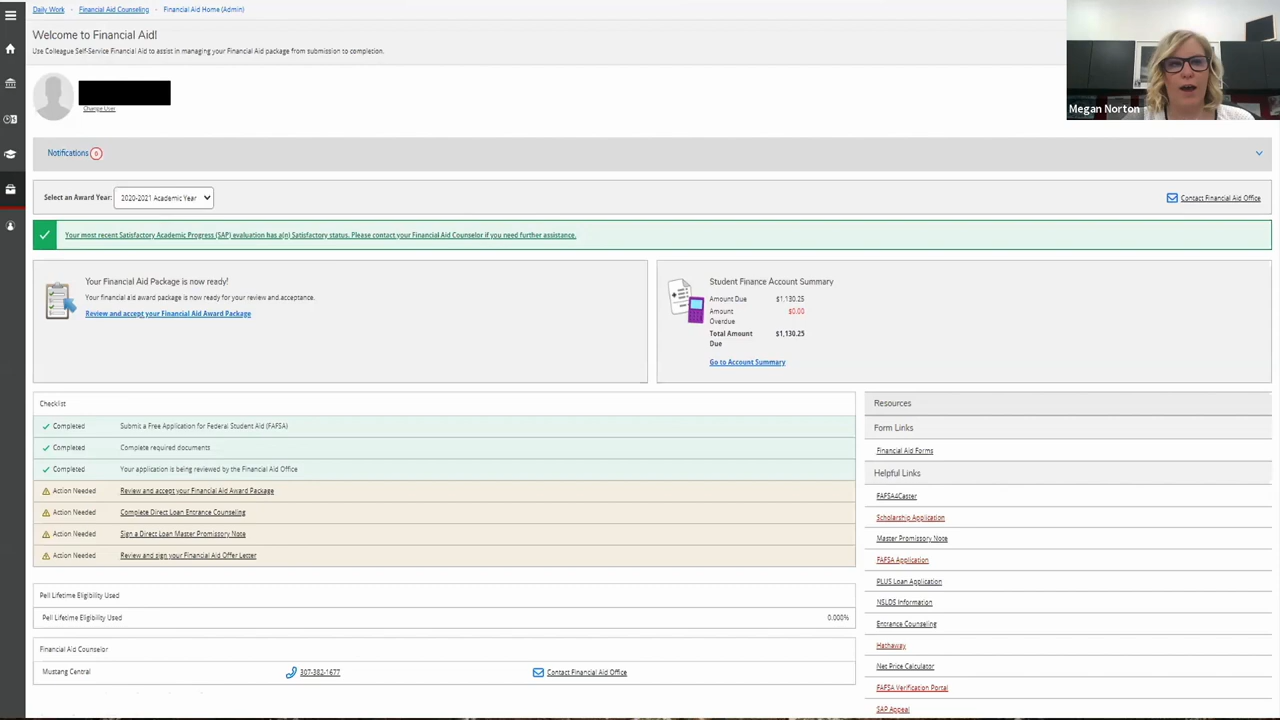 Daily Work · Financial Aid Counseling · Financial Aid Home (Admin)
Welcome to Financial Aid!
Use Colleague Self-Service Financial Aid to assist in managing your Financial Aid package from submission to completion.
Change User
Megan Norton
Notifications 6
Select an Award Year: 2020-2021 Academic Year
Contact Financial Aid Office
Your most recent Satisfactory Academic Progress (SAP) evaluation has a(n) Satisfactory status. Please contact your Financial Aid Counselor if you need further assistance.
Your Financial Aid Package is now ready!
Your financial aid award package is now ready for your review and acceptance.
Review and accept your Financial Aid Award Package
Student Finance Account Summary
Amount Due $1,130.25
Amount Overdue $0.00
Total Amount Due $1,130.25
Go to Account Summary
Checklist
Completed Submit a Free Application for Federal Student Aid (FAFSA)
Completed Complete required documents
Completed Your application is being reviewed by the Financial Aid Office
Action Needed Review and accept your Financial Aid Award Package
Action Needed Complete Direct Loan Entrance Counseling
Action Needed Sign a Direct Loan Master Promissory Note
Action Needed Review and sign your Financial Aid Offer Letter
Pell Lifetime Eligibility Used
Pell Lifetime Eligibility Used 0.000%
Financial Aid Counselor
Mustang Central 307-382-1677 Contact Financial Aid Office
Resources
Form Links
Financial Aid Forms
Helpful Links
FAFSA4Caster
Scholarship Application
Master Promissory Note
FAFSA Application
PLUS Loan Application
NSLDS Information
Entrance Counseling
Hathaway
Net Price Calculator
FAFSA Verification Portal
SAP Appeal